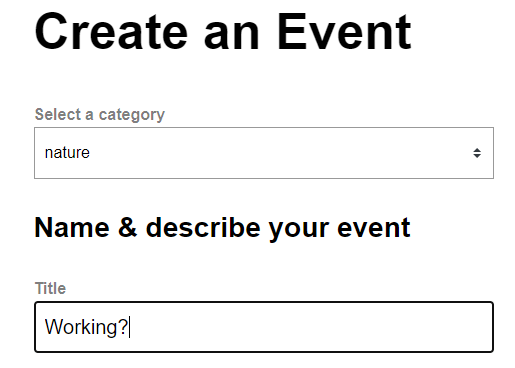 Create an Event
Select a category
nature
Name & describe your event
Title
Working?